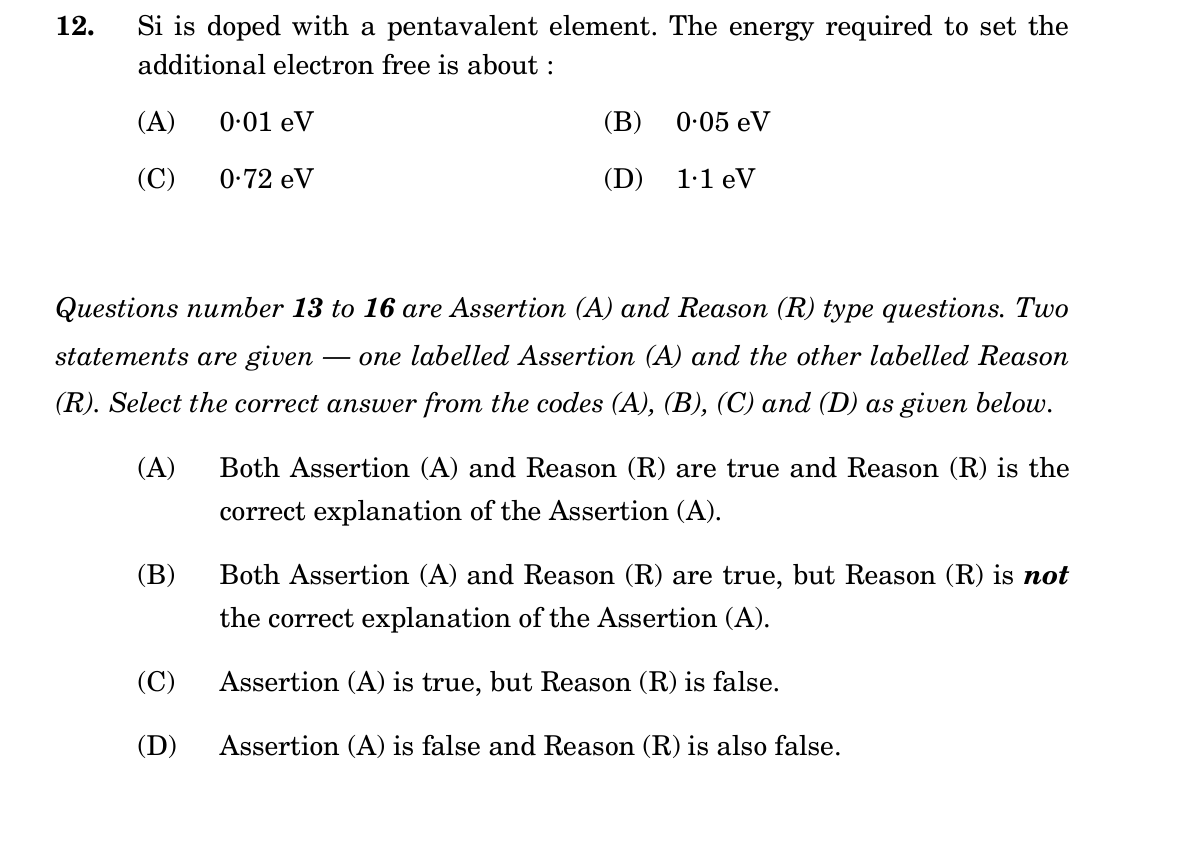 12. Si is doped with a pentavalent element. The energy required to set the
additional electron free is about :
(A) 0·01 eV (B) 0·05 eV
(C) 0·72 eV (D) 1·1 eV
Questions number 13 to 16 are Assertion (A) and Reason (R) type questions. Two
statements are given — one labelled Assertion (A) and the other labelled Reason
(R). Select the correct answer from the codes (A), (B), (C) and (D) as given below.
(A) Both Assertion (A) and Reason (R) are true and Reason (R) is the
correct explanation of the Assertion (A).
(B) Both Assertion (A) and Reason (R) are true, but Reason (R) is not
the correct explanation of the Assertion (A).
(C) Assertion (A) is true, but Reason (R) is false.
(D) Assertion (A) is false and Reason (R) is also false.